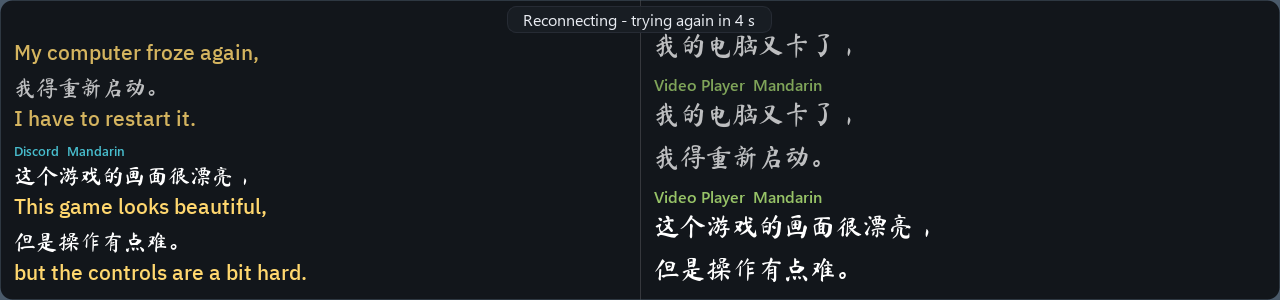 Reconnecting - trying again in 4 s
My computer froze again,
我得重新启动。
I have to restart it.
Discord Mandarin
这个游戏的画面很漂亮，
This game looks beautiful,
但是操作有点难。
but the controls are a bit hard.
我的电脑又卡了，
Video Player Mandarin
我的电脑又卡了，
我得重新启动。
Video Player Mandarin
这个游戏的画面很漂亮，
但是操作有点难。